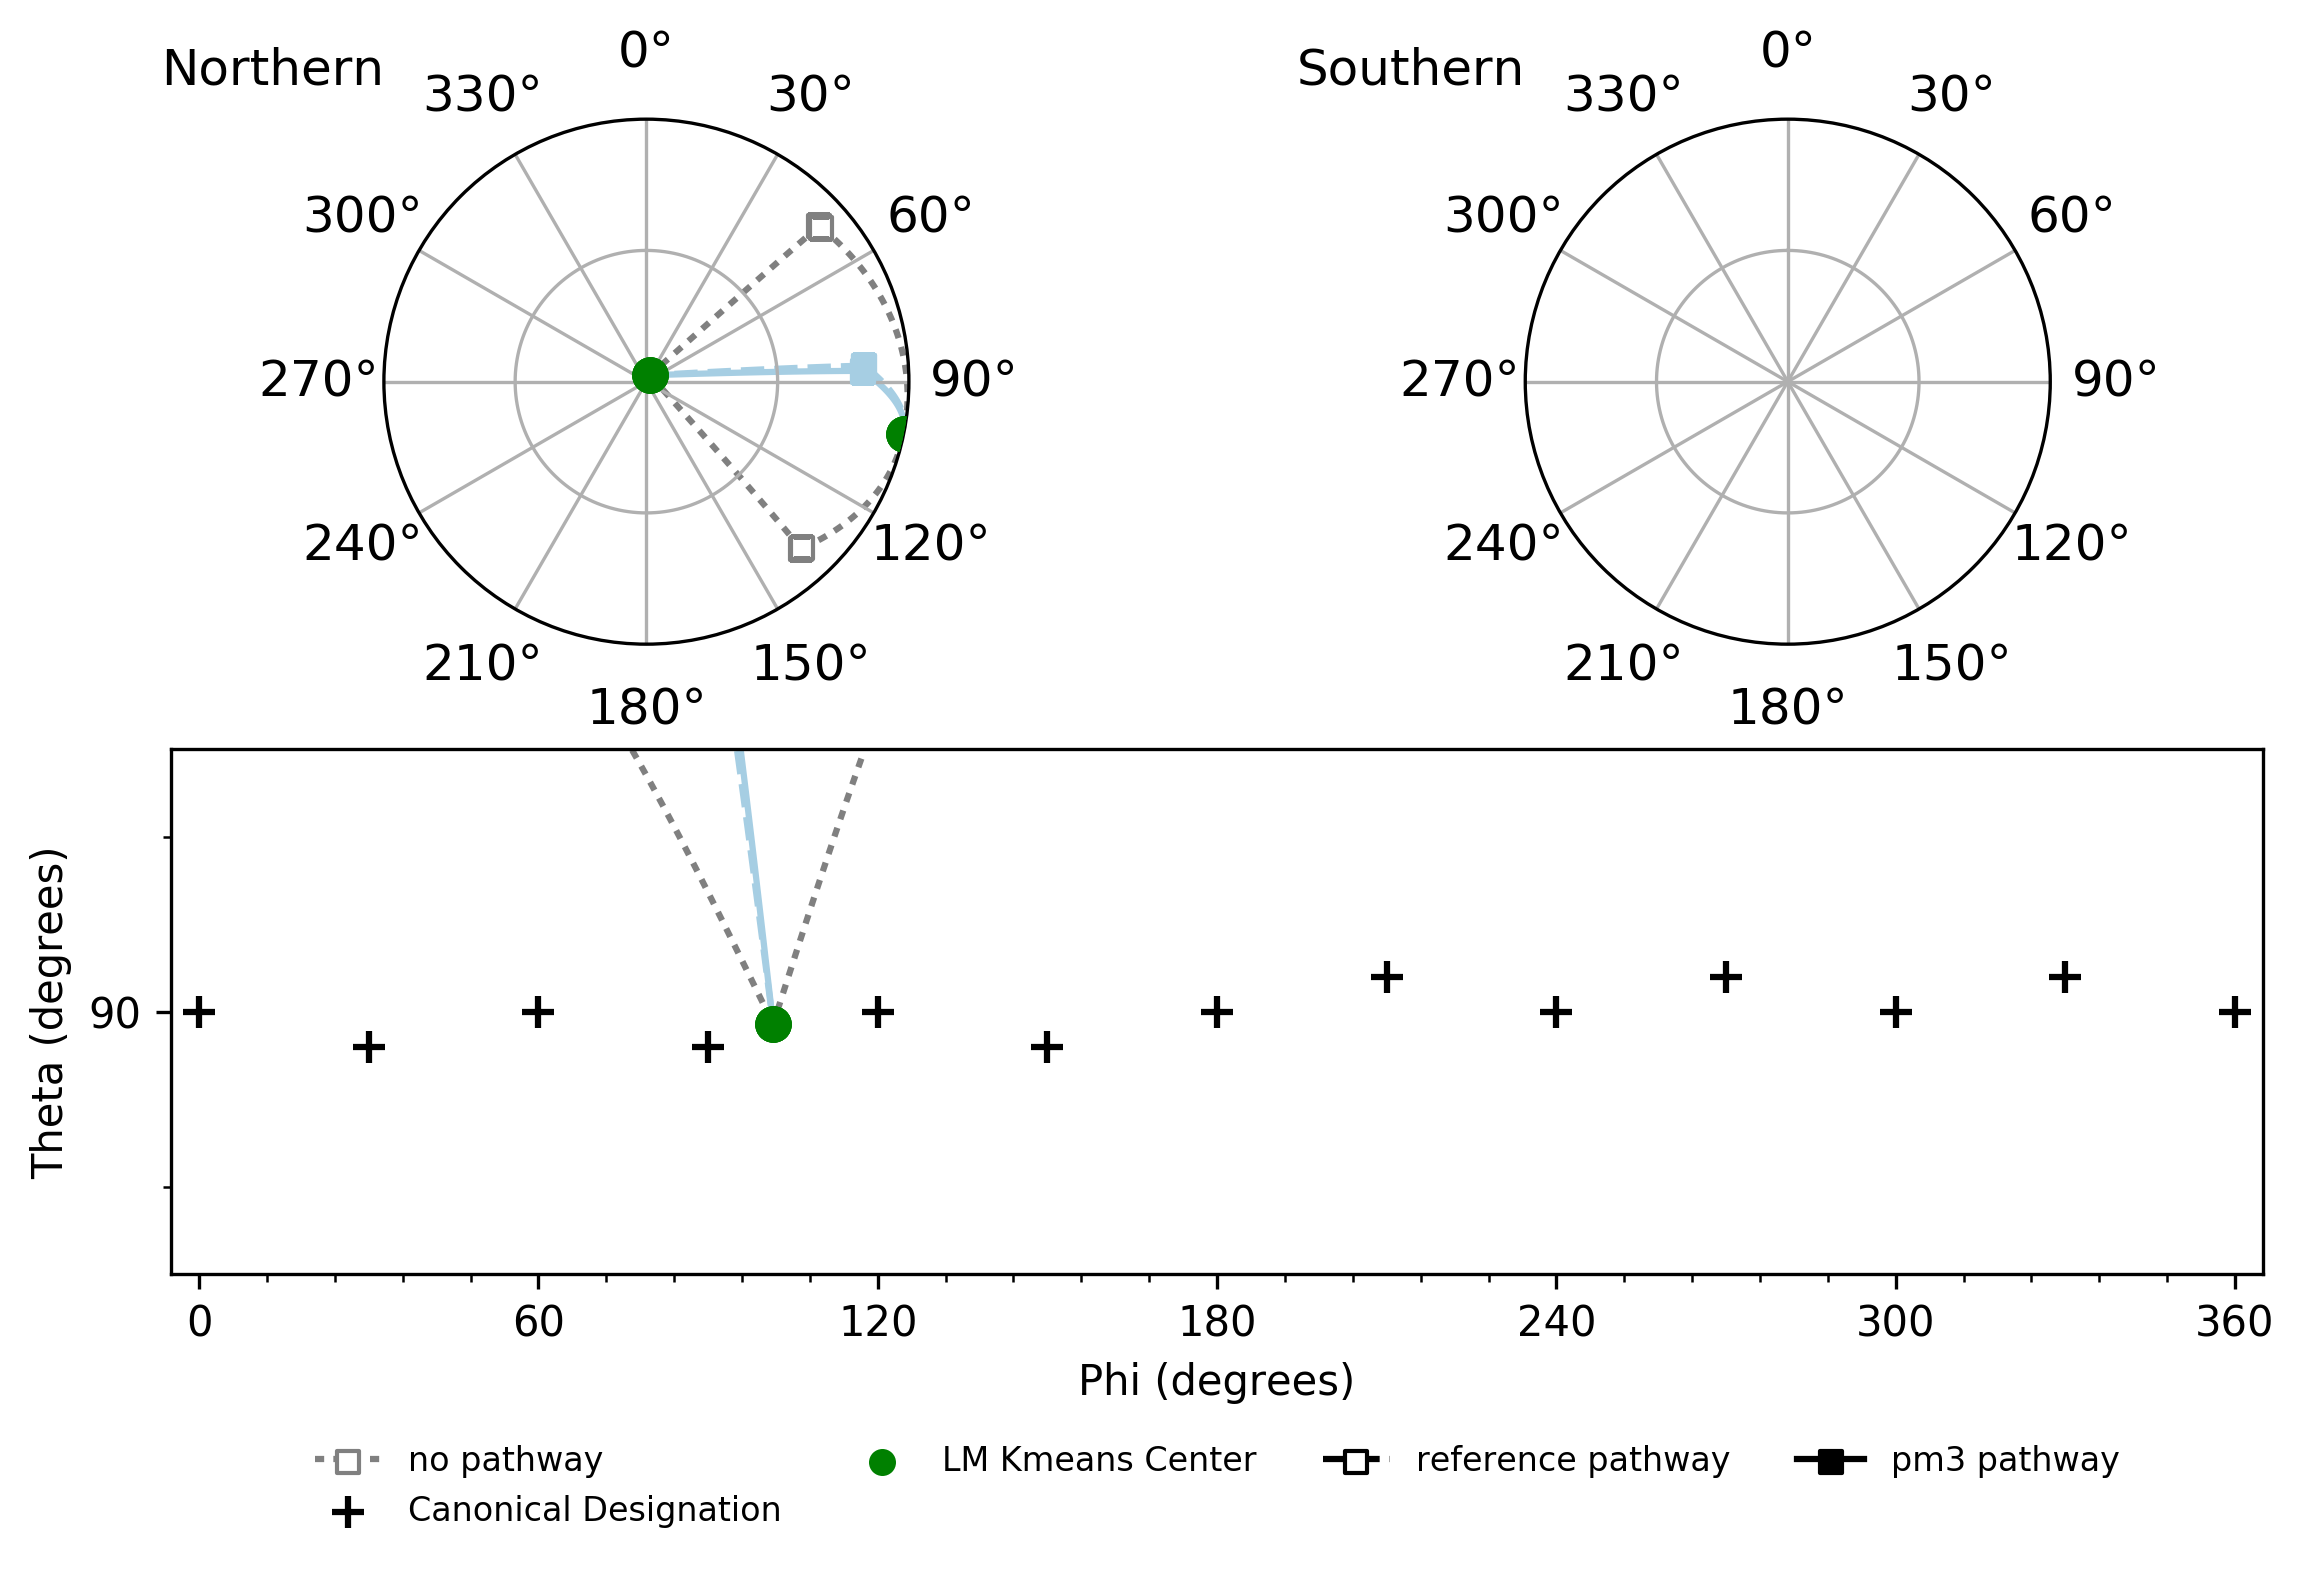 Northern
0°
330°
30°
300°
60°
270°
90°
240°
120°
210°
150°
180°
Southern
0°
330°
30°
300°
60°
270°
90°
240°
120°
210°
150°
180°
Theta (degrees)
90
0 60 120 180 240 300 360
Phi (degrees)
no pathway
Canonical Designation
LM Kmeans Center
reference pathway
pm3 pathway